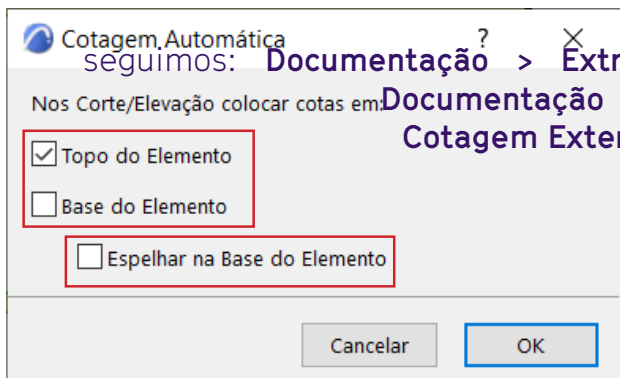 Cotagem Automática ?
seguimos: Documentação > Extr
Nos Corte/Elevação colocar cotas em:
Documentação
Cotagem Exter
Topo do Elemento
Base do Elemento
Espelhar na Base do Elemento
Cancelar OK